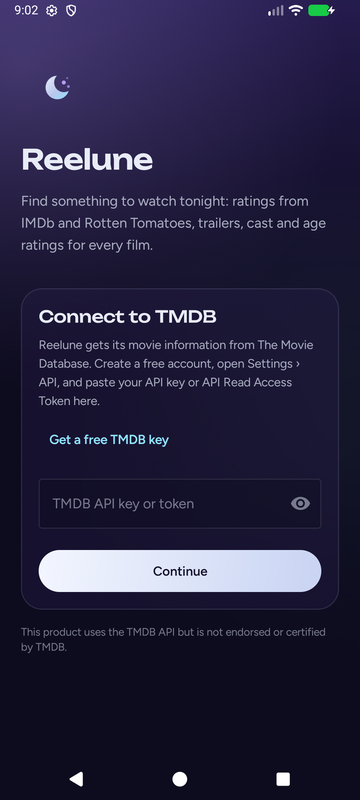 9:02
Reelune
Find something to watch tonight: ratings from
IMDb and Rotten Tomatoes, trailers, cast and age
ratings for every film.
Connect to TMDB
Reelune gets its movie information from The Movie
Database. Create a free account, open Settings ›
API, and paste your API key or API Read Access
Token here.
Get a free TMDB key
TMDB API key or token
Continue
This product uses the TMDB API but is not endorsed or certified
by TMDB.